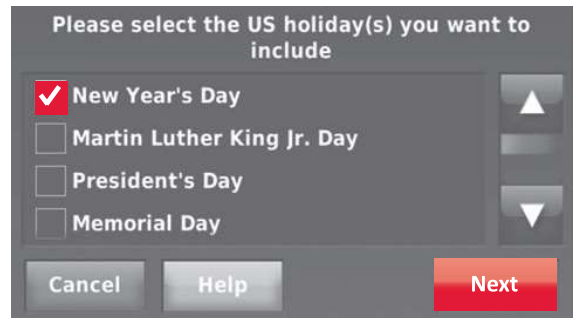 Please select the US holiday(s) you want to
include
New Year's Day
Martin Luther King Jr. Day
President's Day
Memorial Day
Cancel
Help
Next